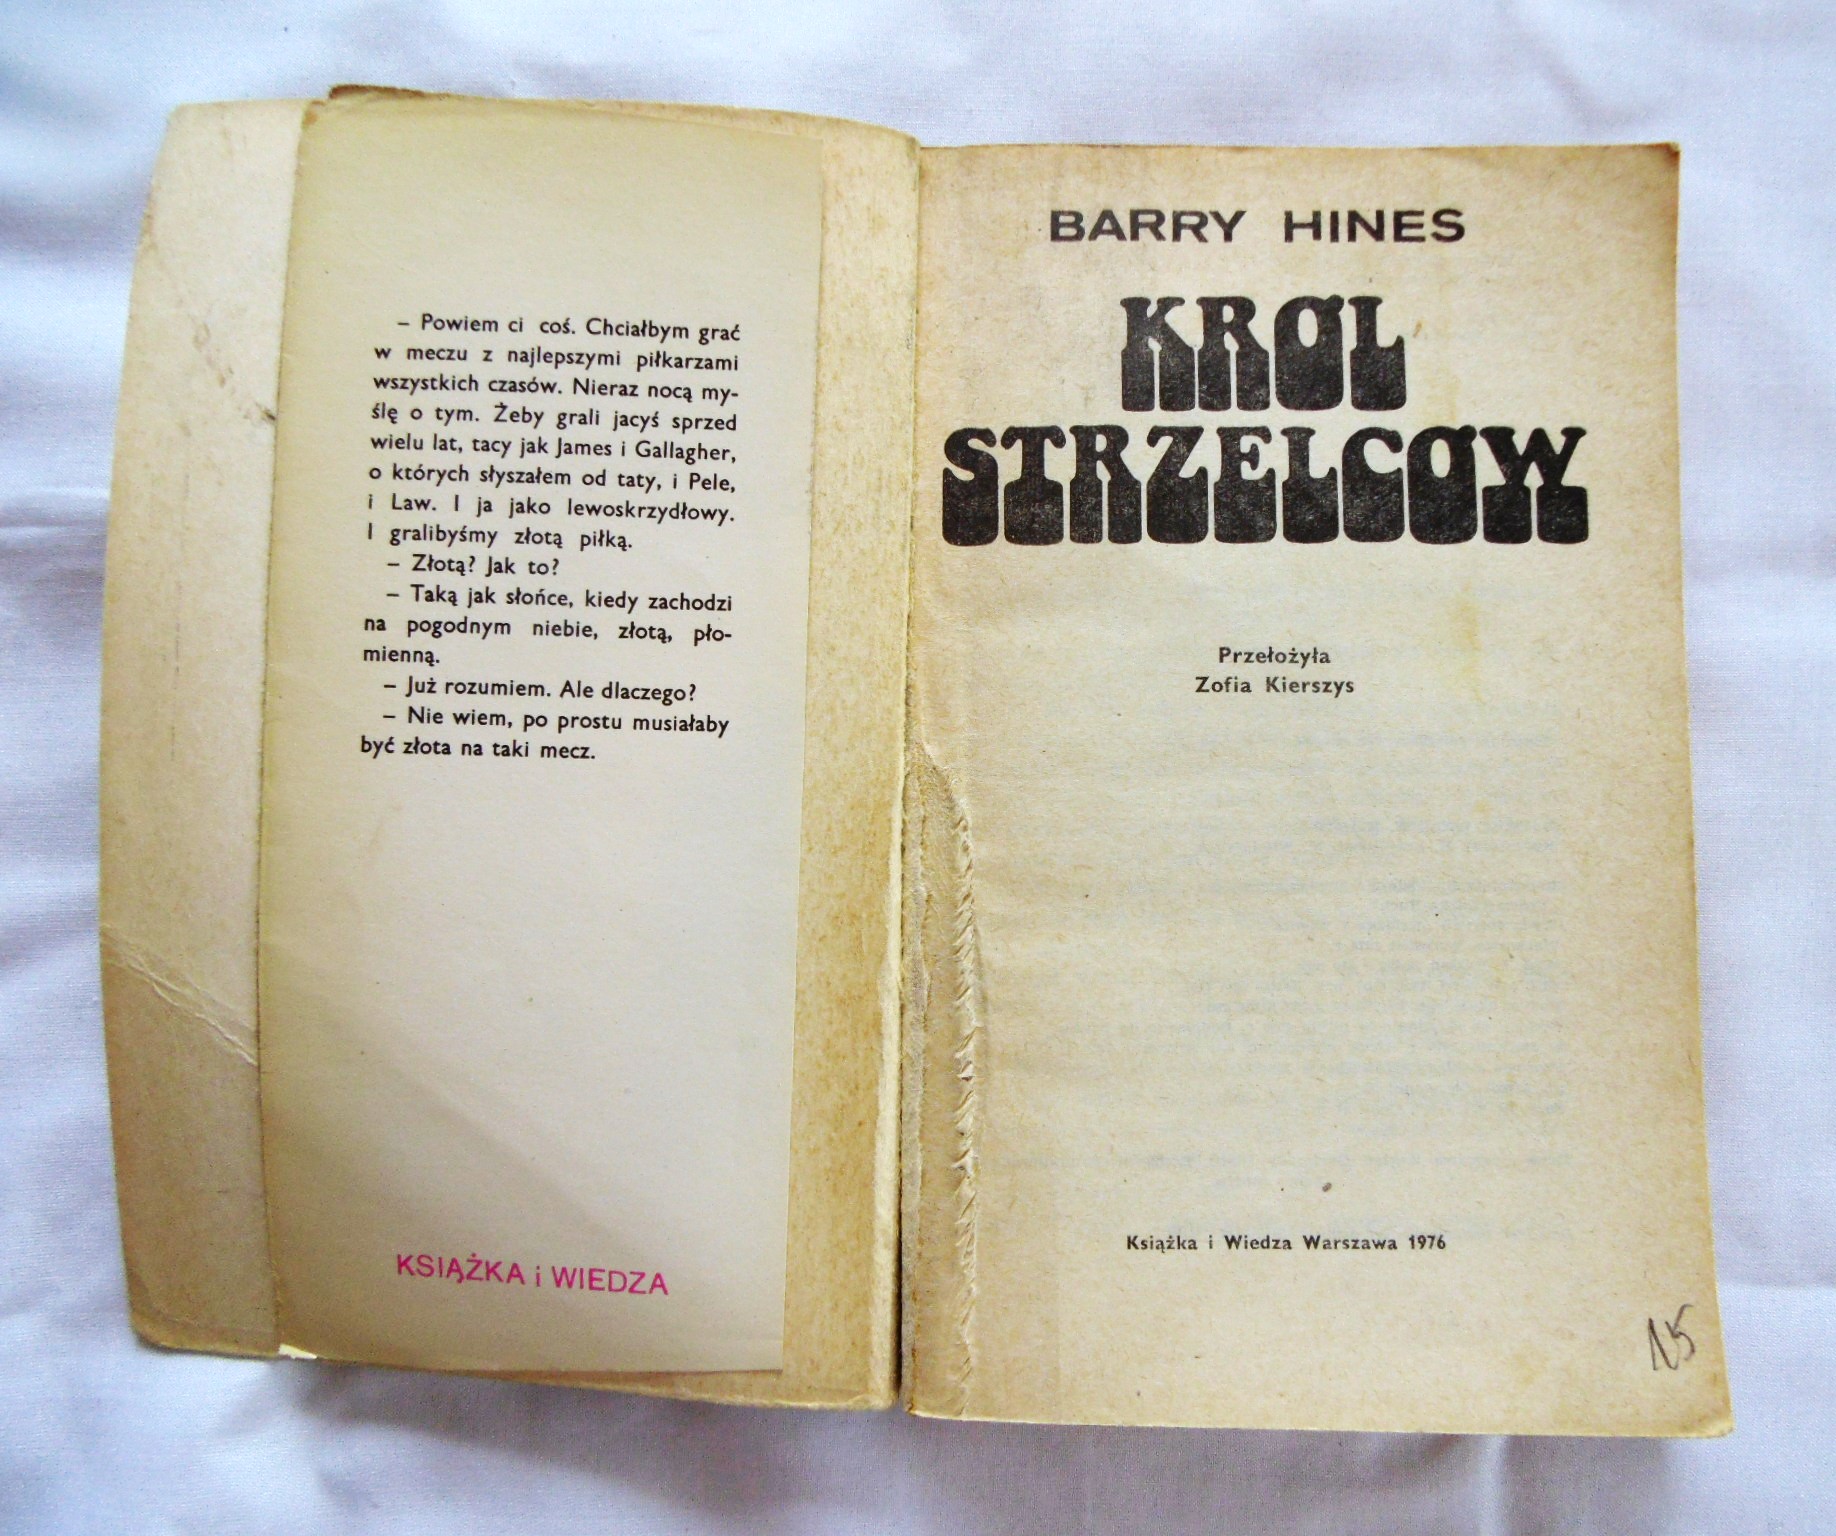 – Powiem ci coś. Chciałbym grać
w meczu z najlepszymi piłkarzami
wszystkich czasów. Nieraz nocą my-
ślę o tym. Żeby grali jacyś sprzed
wielu lat, tacy jak James i Gallagher,
o których słyszałem od taty, i Pele,
i Law. I ja jako lewoskrzydłowy.
I gralibyśmy złotą piłką.
– Złotą? Jak to?
– Taką jak słońce, kiedy zachodzi
na pogodnym niebie, złotą, pło-
mienną.
– Już rozumiem. Ale dlaczego?
– Nie wiem, po prostu musiałaby
być złota na taki mecz.
KSIĄŻKA i WIEDZA
BARRY HINES
KRÓL
STRZELCÓW
Przełożyła
Zofia Kierszys
Książka i Wiedza Warszawa 1976
15